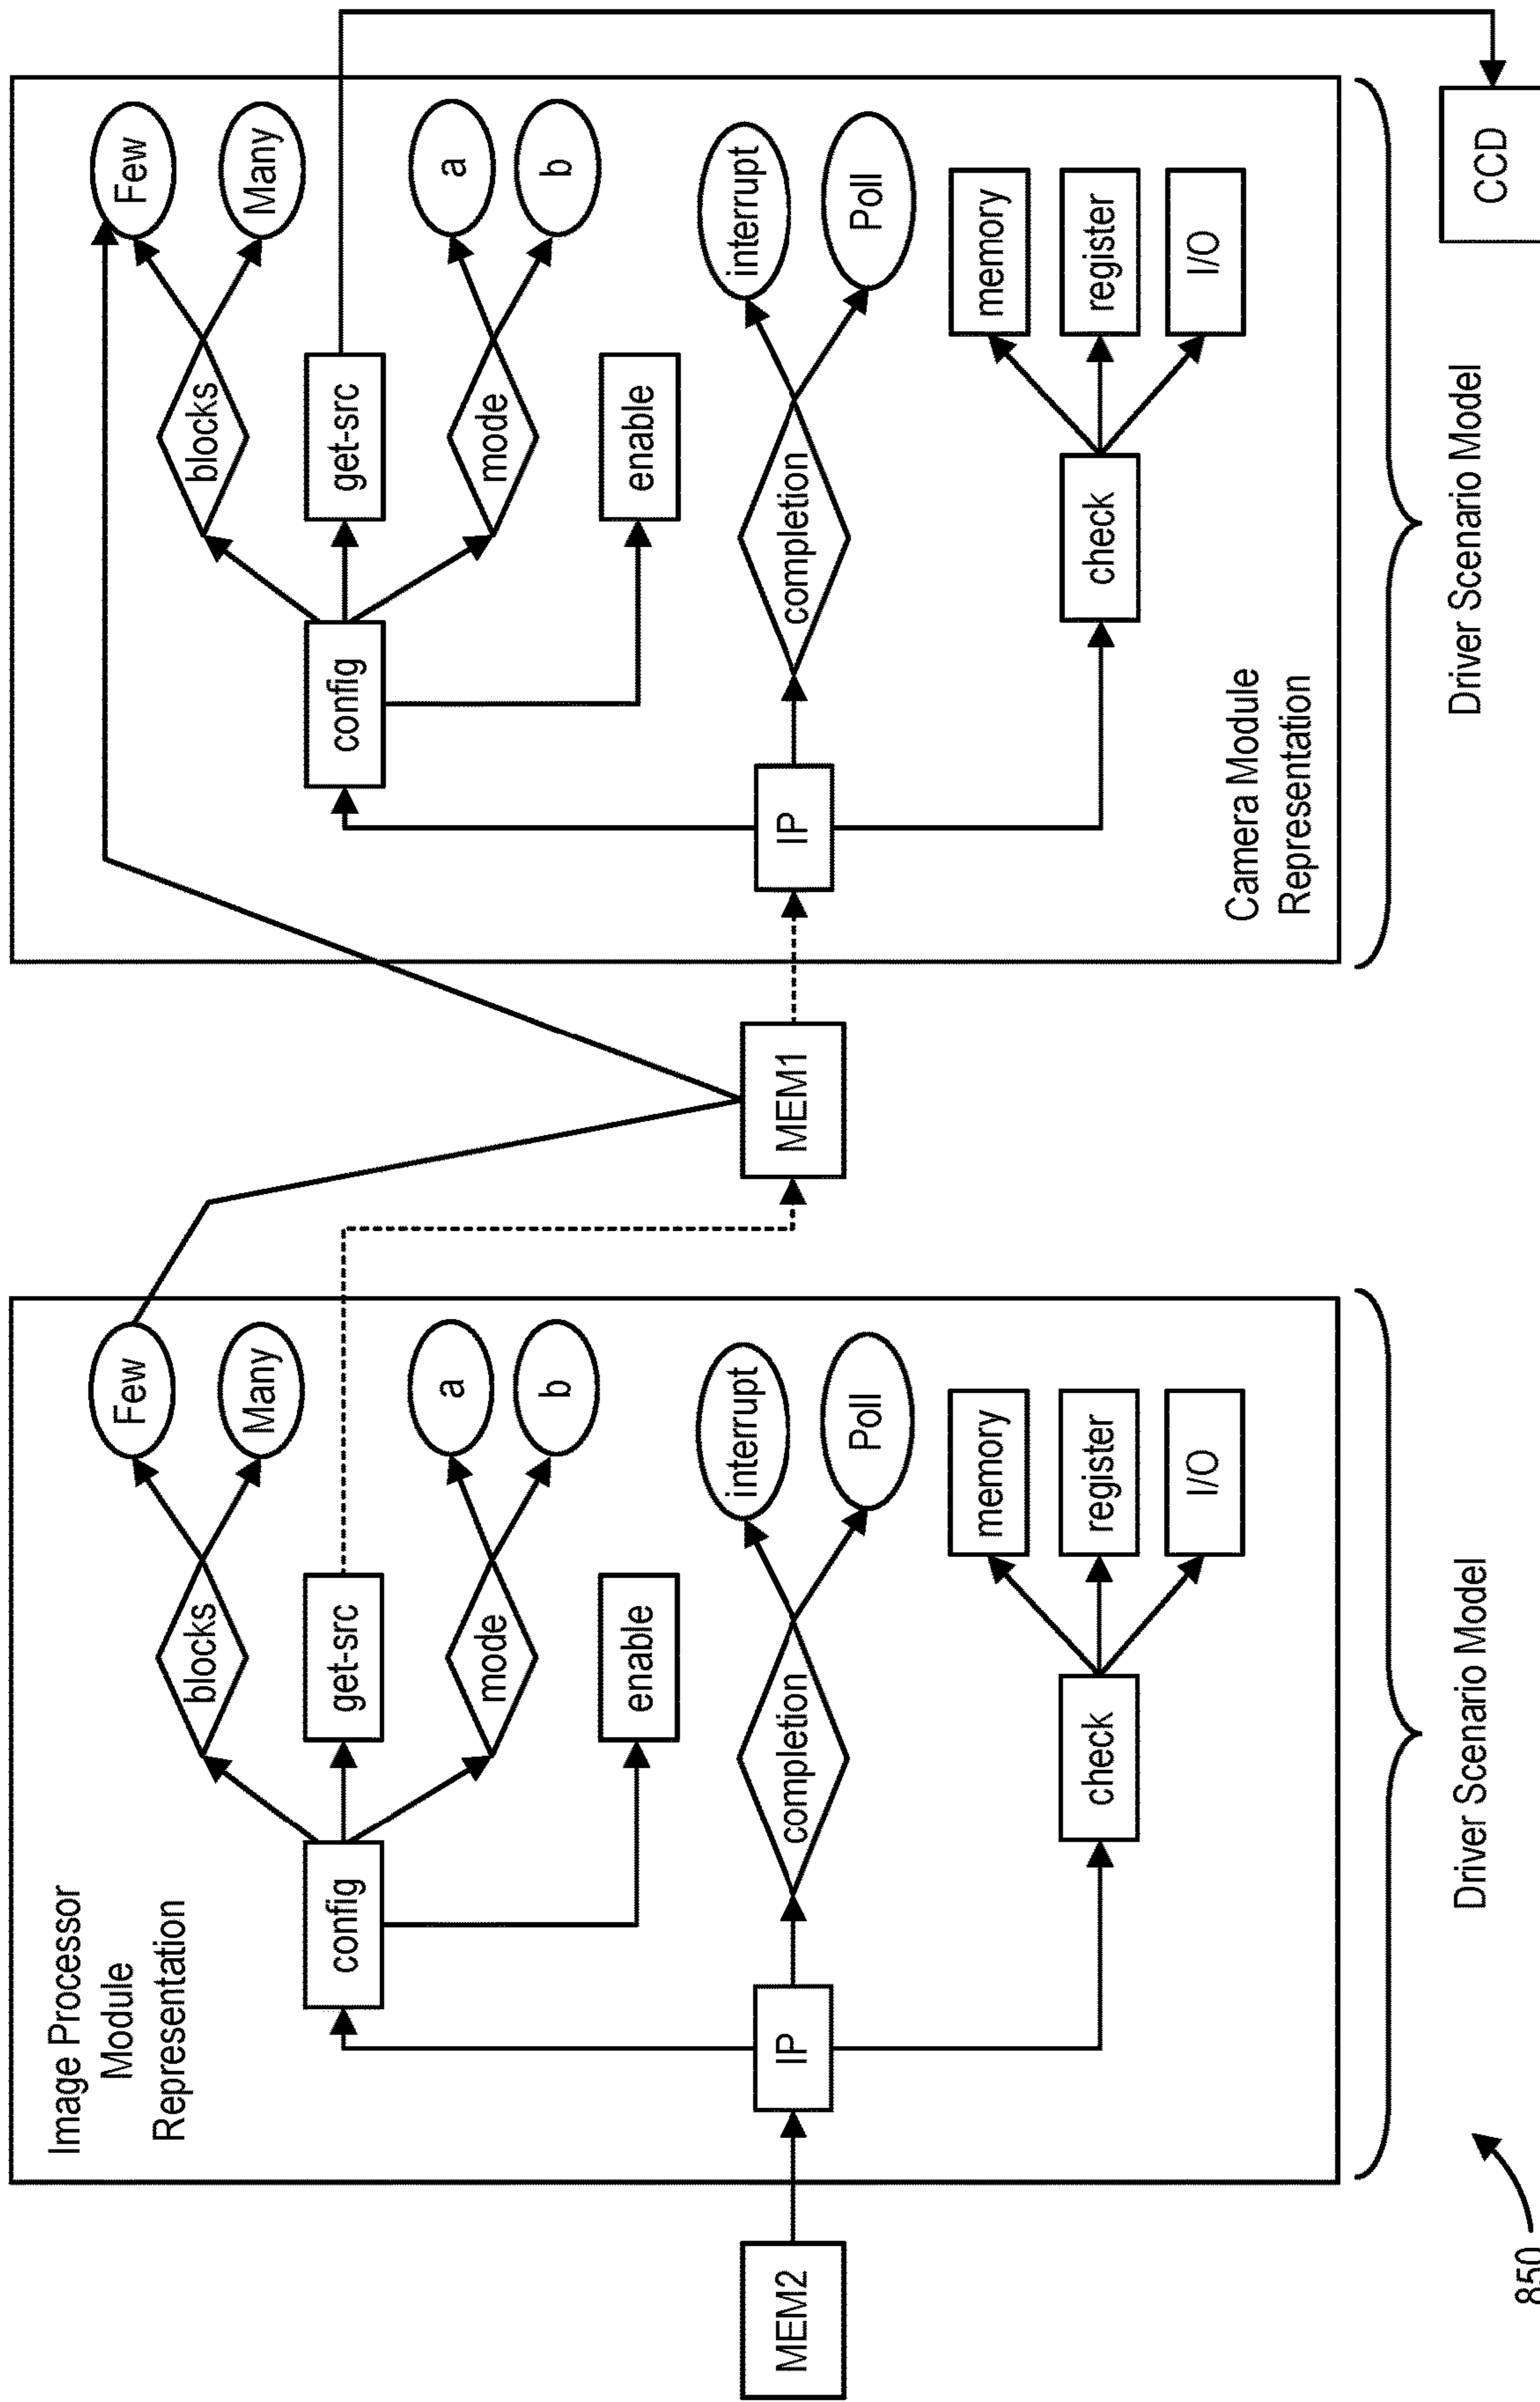 Image Processor
Module
Representation
MEM2
IP
config
blocks
Few
Many
get-src
mode
a
b
enable
completion
interrupt
Poll
check
memory
register
I/O
Driver Scenario Model
MEM1
IP
config
blocks
Few
Many
get-src
mode
a
b
enable
completion
interrupt
Poll
check
memory
register
I/O
Camera Module
Representation
Driver Scenario Model
CCD
850